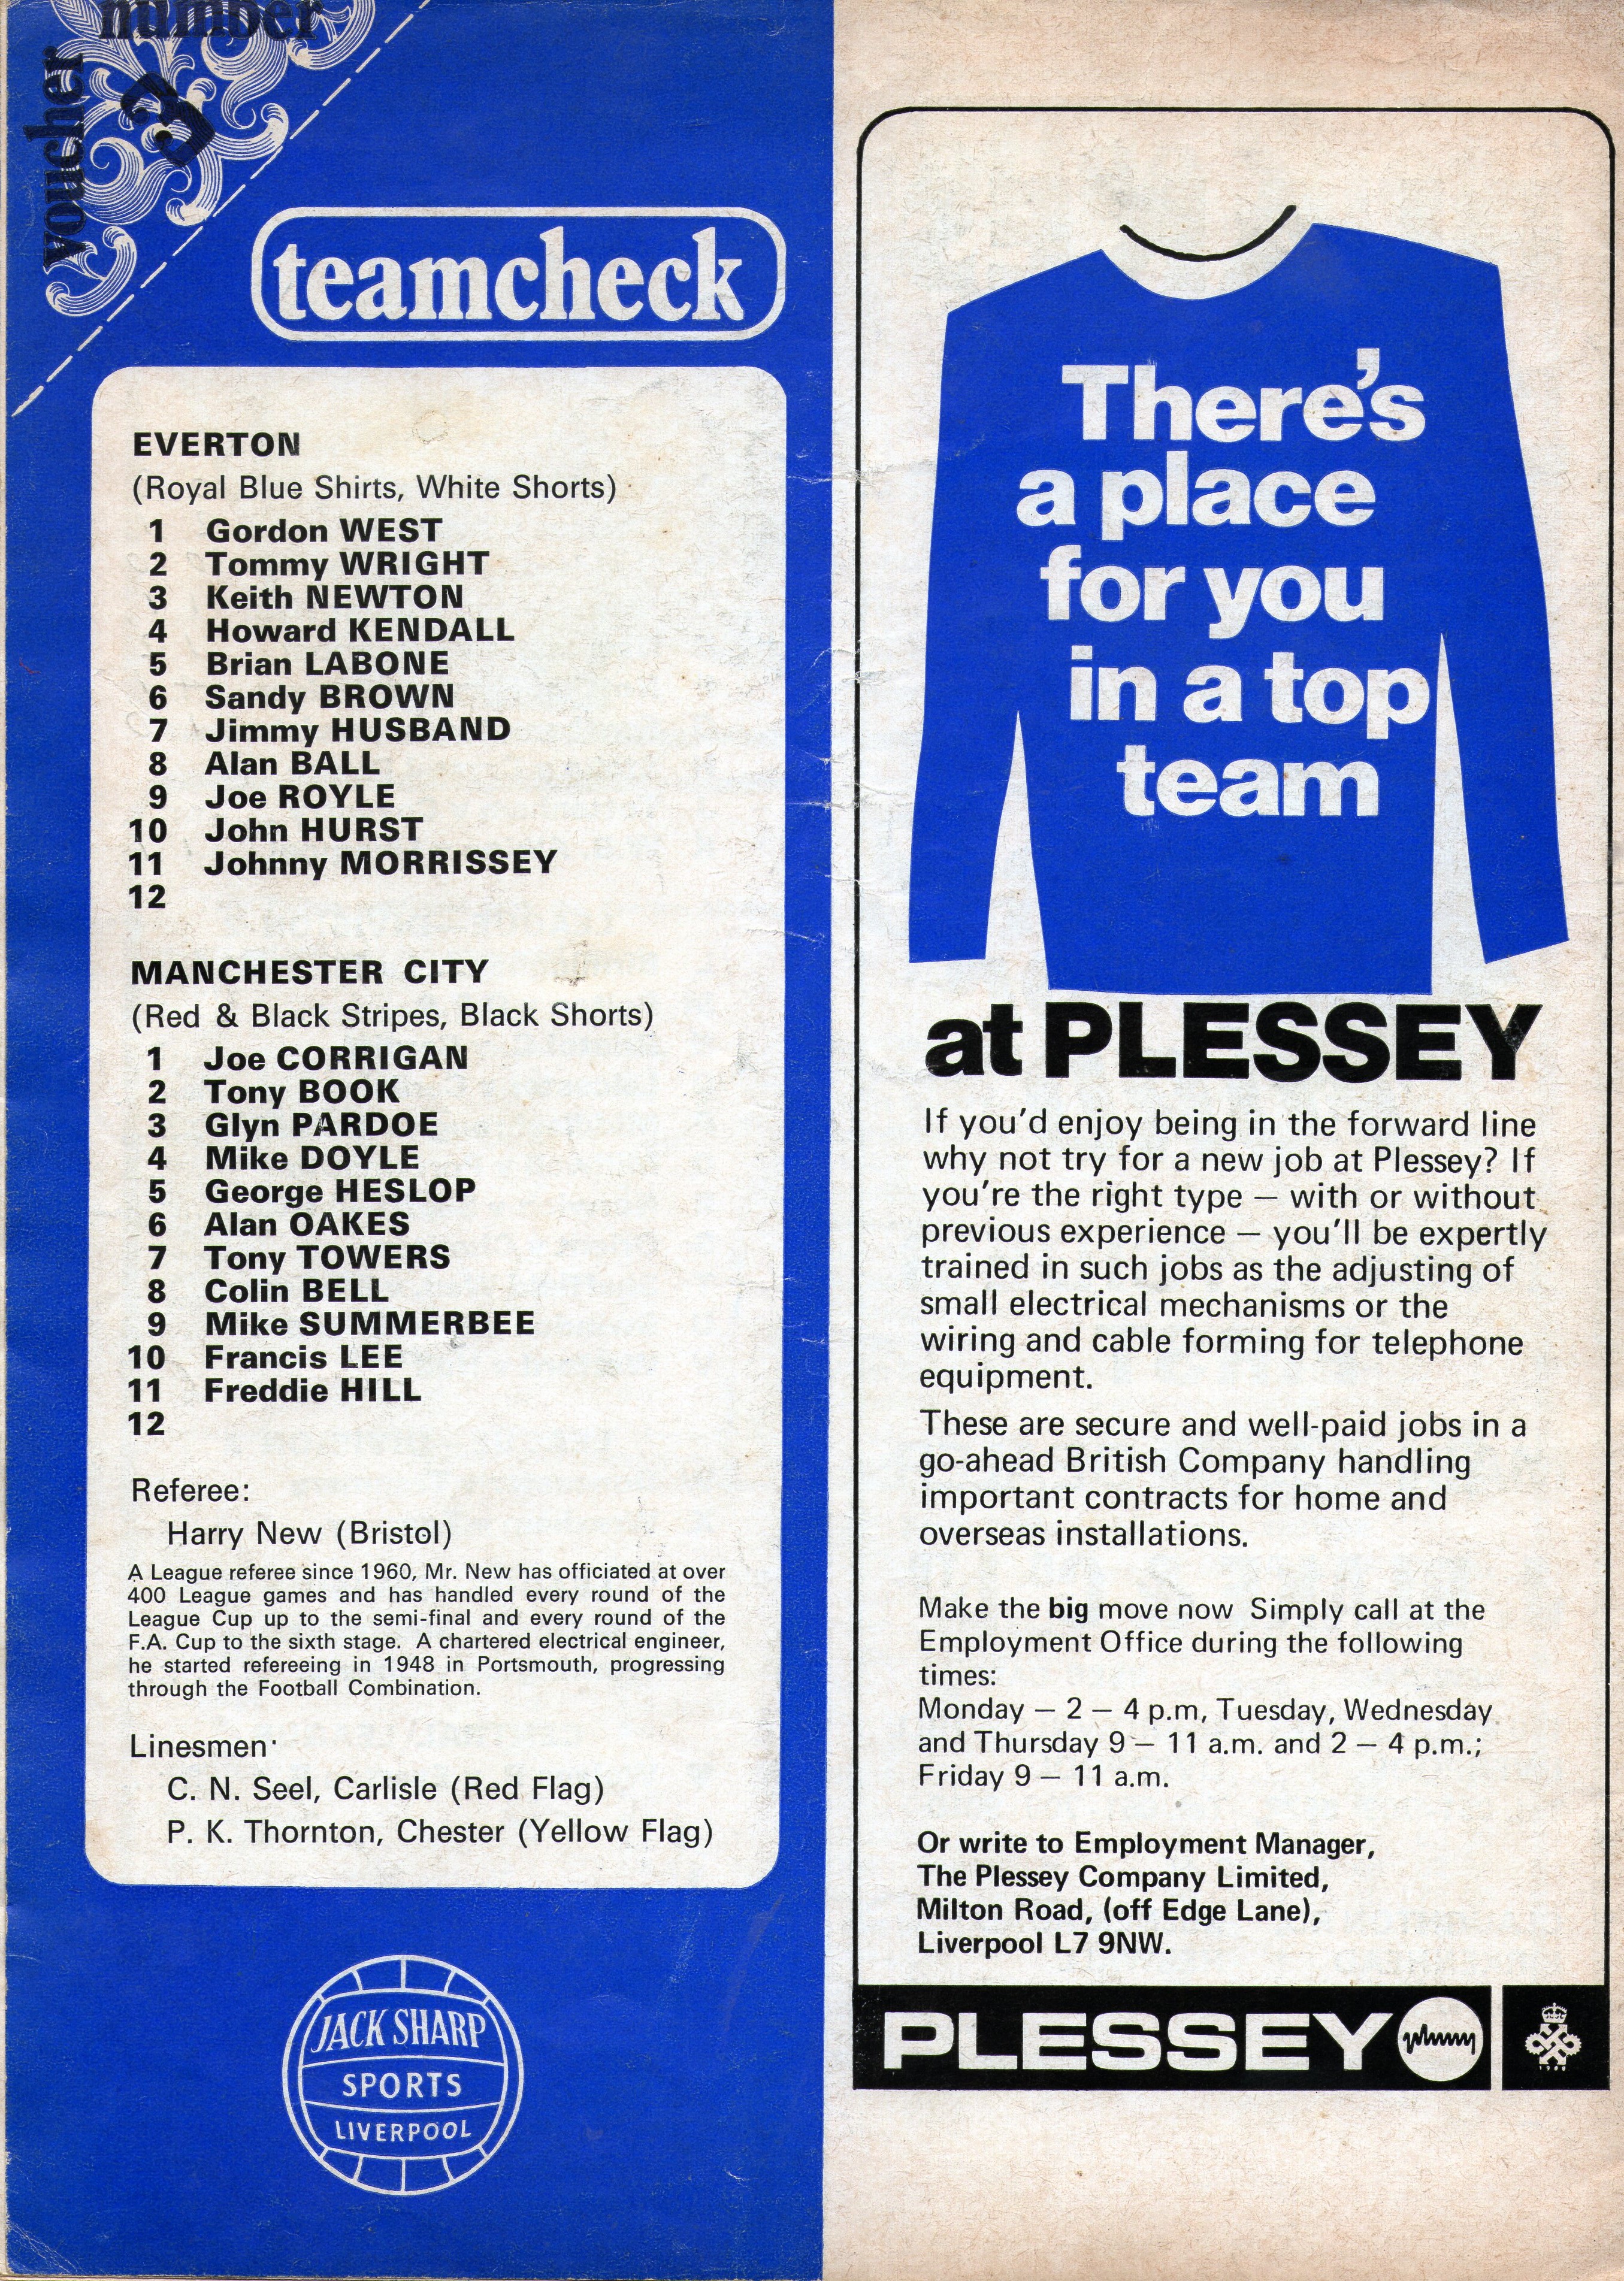 voucher
number
3
teamcheck
EVERTON
(Royal Blue Shirts, White Shorts)
1 Gordon WEST
2 Tommy WRIGHT
3 Keith NEWTON
4 Howard KENDALL
5 Brian LABONE
6 Sandy BROWN
7 Jimmy HUSBAND
8 Alan BALL
9 Joe ROYLE
10 John HURST
11 Johnny MORRISSEY
12
MANCHESTER CITY
(Red & Black Stripes, Black Shorts)
1 Joe CORRIGAN
2 Tony BOOK
3 Glyn PARDOE
4 Mike DOYLE
5 George HESLOP
6 Alan OAKES
7 Tony TOWERS
8 Colin BELL
9 Mike SUMMERBEE
10 Francis LEE
11 Freddie HILL
12
Referee:
Harry New (Bristol)
A League referee since 1960, Mr. New has officiated at over
400 League games and has handled every round of the
League Cup up to the semi-final and every round of the
F.A. Cup to the sixth stage. A chartered electrical engineer,
he started refereeing in 1948 in Portsmouth, progressing
through the Football Combination.
Linesmen·
C. N. Seel, Carlisle (Red Flag)
P. K. Thornton, Chester (Yellow Flag)
JACK SHARP
SPORTS
LIVERPOOL
There's
a place
for you
in a top
team
at PLESSEY
If you'd enjoy being in the forward line
why not try for a new job at Plessey? If
you're the right type — with or without
previous experience — you'll be expertly
trained in such jobs as the adjusting of
small electrical mechanisms or the
wiring and cable forming for telephone
equipment.
These are secure and well-paid jobs in a
go-ahead British Company handling
important contracts for home and
overseas installations.
Make the big move now Simply call at the
Employment Office during the following
times:
Monday — 2 — 4 p.m, Tuesday, Wednesday
and Thursday 9 — 11 a.m. and 2 — 4 p.m.;
Friday 9 — 11 a.m.
Or write to Employment Manager,
The Plessey Company Limited,
Milton Road, (off Edge Lane),
Liverpool L7 9NW.
PLESSEY